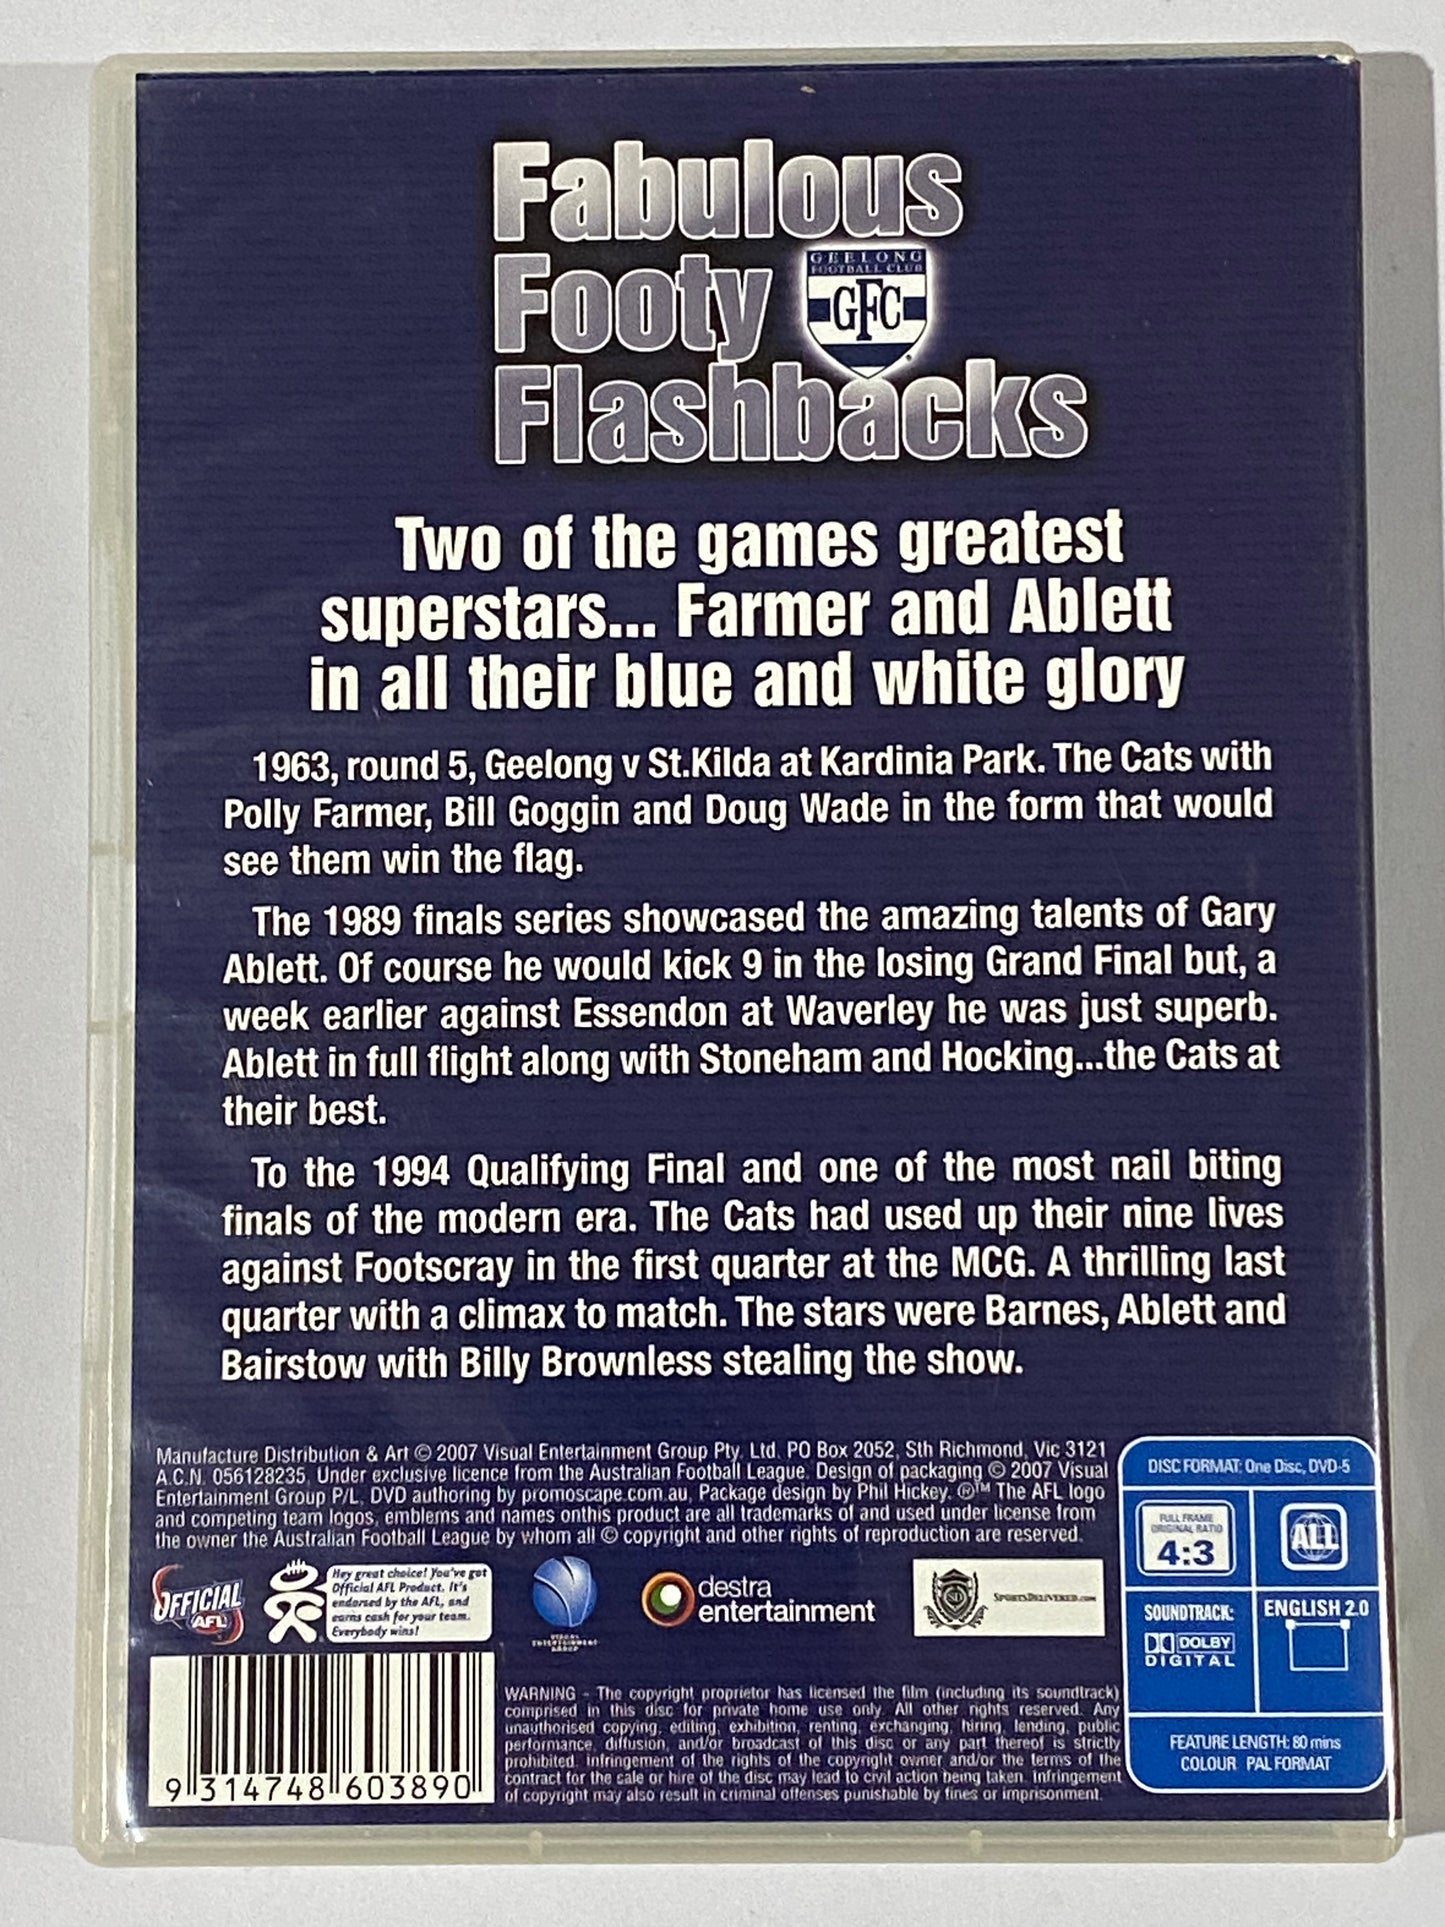 Fabulous
Footy
Flashbacks
GEELONG
FOOTBALL CLUB
GFC
Two of the games greatest
superstars... Farmer and Ablett
in all their blue and white glory
1963, round 5, Geelong v St.Kilda at Kardinia Park. The Cats with
Polly Farmer, Bill Goggin and Doug Wade in the form that would
see them win the flag.
The 1989 finals series showcased the amazing talents of Gary
Ablett. Of course he would kick 9 in the losing Grand Final but, a
week earlier against Essendon at Waverley he was just superb.
Ablett in full flight along with Stoneham and Hocking...the Cats at
their best.
To the 1994 Qualifying Final and one of the most nail biting
finals of the modern era. The Cats had used up their nine lives
against Footscray in the first quarter at the MCG. A thrilling last
quarter with a climax to match. The stars were Barnes, Ablett and
Bairstow with Billy Brownless stealing the show.
Manufacture Distribution & Art © 2007 Visual Entertainment Group Pty. Ltd. PO Box 2052, Sth Richmond, Vic 3121
A.C.N. 056128235. Under exclusive licence from the Australian Football League. Design of packaging © 2007 Visual
Entertainment Group P/L. DVD authoring by promoscape.com.au, Package design by Phil Hickey. ®™ The AFL logo
and competing team logos, emblems and names onthis product are all trademarks of and used under license from
the owner the Australian Football League by whom all © copyright and other rights of reproduction are reserved.
OFFICIAL
AFL
Hey great choice! You've got
Official AFL Product. It's
endorsed by the AFL, and
earns cash for your team.
Everybody wins!
VISUAL
ENTERTAINMENT
GROUP
destra
entertainment
SD
SPORTSDELIVERED.com
DISC FORMAT: One Disc, DVD-5
FULL FRAME
ORIGINAL RATIO
4:3
ALL
SOUNDTRACK:
DOLBY
DIGITAL
ENGLISH 2.0
FEATURE LENGTH: 80 mins
COLOUR PAL FORMAT
9 314748 603890
WARNING - The copyright proprietor has licensed the film (including its soundtrack)
comprised in this disc for private home use only. All other rights reserved. Any
unauthorised copying, editing, exhibition, renting, exchanging, hiring, lending, public
performance, diffusion, and/or broadcast of this disc or any part thereof is strictly
prohibited. Infringement of the rights of the copyright owner and/or the terms of the
contract for the sale or hire of the disc may lead to civil action being taken. Infringement
of copyright may also result in criminal offenses punishable by fines or imprisonment.